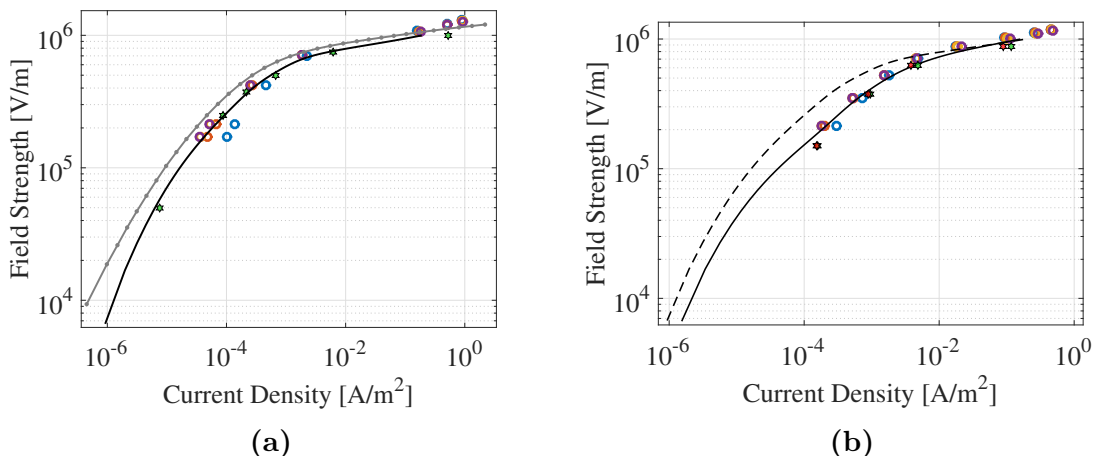 10^6
10^5
10^4
Field Strength [V/m]
10^-6
10^-4
10^-2
10^0
Current Density [A/m^2]
(a)
10^6
10^5
10^4
Field Strength [V/m]
10^-6
10^-4
10^-2
10^0
Current Density [A/m^2]
(b)